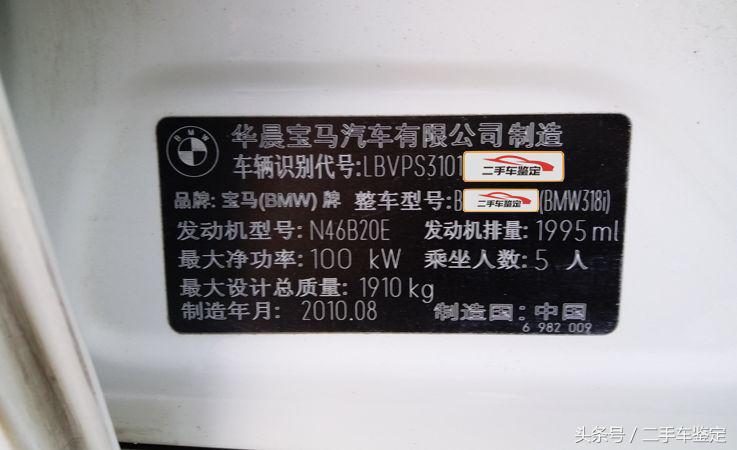 BMW
华晨宝马汽车有限公司制造
车辆识别代号:LBVPS3101 二手车鉴定
品牌: 宝马(BMW) 牌 整车型号:B 二手车鉴定 (BMW318i)
发动机型号: N46B20E 发动机排量: 1995 ml
最大净功率: 100 kW 乘坐人数: 5 人
最大设计总质量: 1910 kg
制造年月: 2010.08 制造国: 中国
6 982 009
头条号 / 二手车鉴定